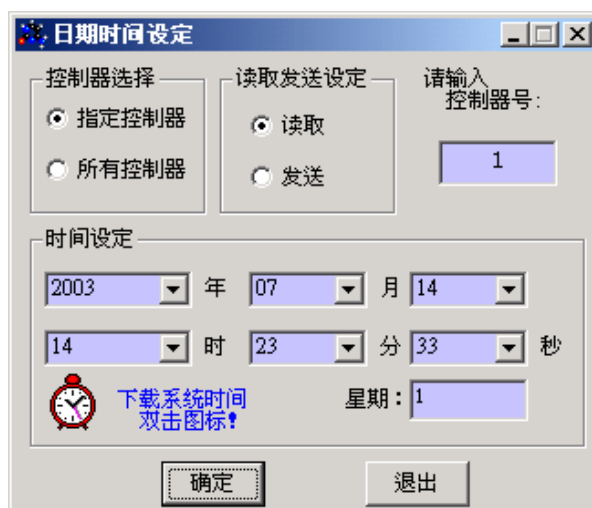 日期时间设定
控制器选择
指定控制器
所有控制器
读取发送设定
读取
发送
请输入
控制器号:
1
时间设定
2003 年 07 月 14
14 时 23 分 33 秒
下载系统时间
双击图标!
星期: 1
确定 退出